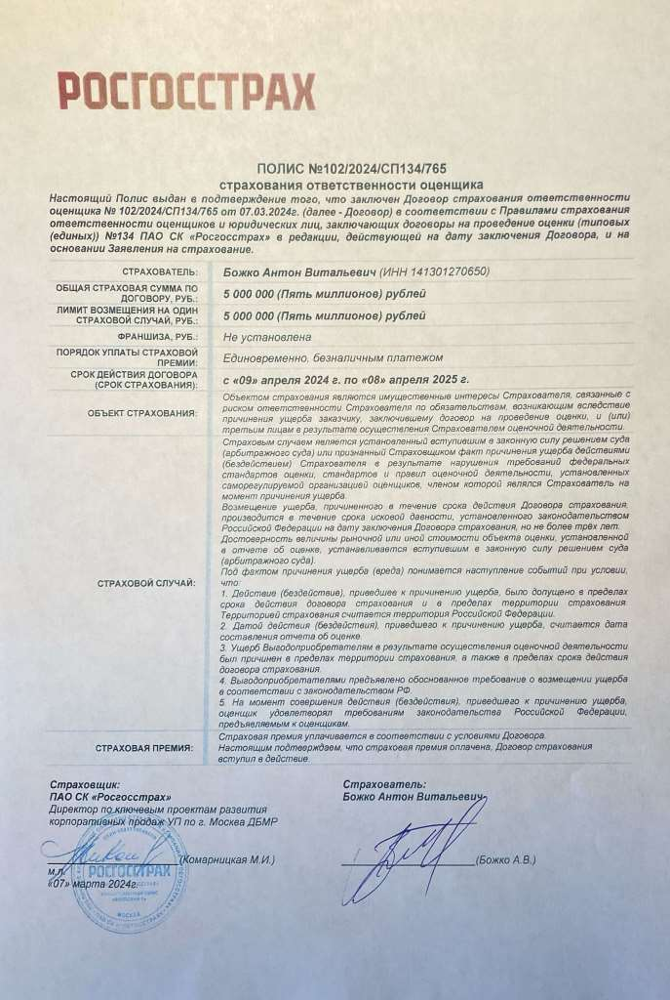 РОСГОССТРАХ
ПОЛИС №102/2024/СП134/765
страхования ответственности оценщика
Настоящий Полис выдан в подтверждение того, что заключен Договор страхования ответственности
оценщика № 102/2024/СП134/765 от 07.03.2024г. (далее - Договор) в соответствии с Правилами страхования
ответственности оценщиков и юридических лиц, заключающих договоры на проведение оценки (типовых
(единых)) №134 ПАО СК «Росгосстрах» в редакции, действующей на дату заключения Договора, и на
основании Заявления на страхование.
СТРАХОВАТЕЛЬ: Божко Антон Витальевич (ИНН 141301270650)
ОБЩАЯ СТРАХОВАЯ СУММА ПО
ДОГОВОРУ, РУБ.: 5 000 000 (Пять миллионов) рублей
ЛИМИТ ВОЗМЕЩЕНИЯ НА ОДИН
СТРАХОВОЙ СЛУЧАЙ, РУБ.: 5 000 000 (Пять миллионов) рублей
ФРАНШИЗА, РУБ.: Не установлена
ПОРЯДОК УПЛАТЫ СТРАХОВОЙ
ПРЕМИИ: Единовременно, безналичным платежом
СРОК ДЕЙСТВИЯ ДОГОВОРА
(СРОК СТРАХОВАНИЯ): с «09» апреля 2024 г. по «08» апреля 2025 г.
ОБЪЕКТ СТРАХОВАНИЯ:
Объектом страхования являются имущественные интересы Страхователя, связанные с
риском ответственности Страхователя по обязательствам, возникающим вследствие
причинения ущерба заказчику, заключившему договор на проведение оценки, и (или)
третьим лицам в результате осуществления Страхователем оценочной деятельности.
СТРАХОВОЙ СЛУЧАЙ:
Страховым случаем является установленный вступившим в законную силу решением суда
(арбитражного суда) или признанный Страховщиком факт причинения ущерба действиями
(бездействием) Страхователя в результате нарушения требований федеральных
стандартов оценки, стандартов и правил оценочной деятельности, установленных
саморегулируемой организацией оценщиков, членом которой являлся Страхователь на
момент причинения ущерба.
Возмещение ущерба, причиненного в течение срока действия Договора страхования,
производится в течение срока исковой давности, установленного законодательством
Российской Федерации на дату заключения Договора страхования, но не более трёх лет.
Достоверность величины рыночной или иной стоимости объекта оценки, установленной
в отчете об оценке, устанавливается вступившим в законную силу решением суда
(арбитражного суда).
Под фактом причинения ущерба (вреда) понимается наступление событий при условии,
что:
1. Действие (бездействие), приведшее к причинению ущерба, было допущено в пределах
срока действия договора страхования и в пределах территории страхования.
Территорией страхования считается территория Российской Федерации.
2. Датой действия (бездействия), приведшего к причинению ущерба, считается дата
составления отчета об оценке.
3. Ущерб Выгодоприобретателям в результате осуществления оценочной деятельности
был причинен в пределах территории страхования, а также в пределах срока действия
договора страхования.
4. Выгодоприобретателями предъявлено обоснованное требование о возмещении ущерба
в соответствии с законодательством РФ
5. На момент совершения действия (бездействия), приведшего к причинению ущерба,
оценщик удовлетворял требованиям законодательства Российской Федерации,
предъявляемым к оценщикам.
СТРАХОВАЯ ПРЕМИЯ:
Страховая премия уплачивается в соответствии с условиями Договора.
Настоящим подтверждаем, что страховая премия оплачена, Договор страхования
вступил в действие.
Страховщик:
ПАО СК «Росгосстрах»
Директор по ключевым проектам развития
корпоративных продаж УП по г. Москва ДБМР
(Комарницкая М.И.)
м.п.
«07» марта 2024г.
РОСГОССТРАХ
МОСКВА
Страхователь:
Божко Антон Витальевич
(Божко А.В.)